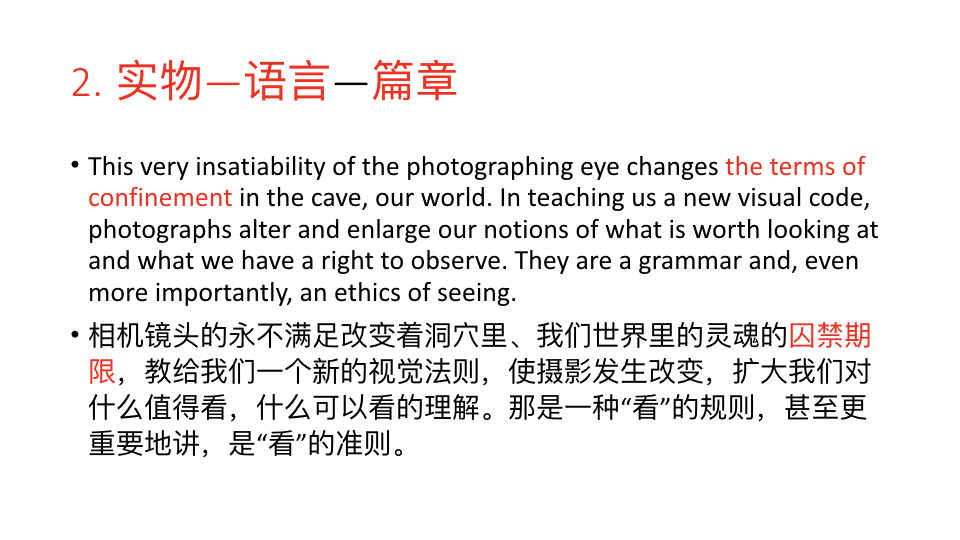 2. 实物—语言—篇章
• This very insatiability of the photographing eye changes the terms of
confinement in the cave, our world. In teaching us a new visual code,
photographs alter and enlarge our notions of what is worth looking at
and what we have a right to observe. They are a grammar and, even
more importantly, an ethics of seeing.
• 相机镜头的永不满足改变着洞穴里、我们世界里的灵魂的囚禁期
限，教给我们一个新的视觉法则，使摄影发生改变，扩大我们对
什么值得看，什么可以看的理解。那是一种“看”的规则，甚至更
重要地讲，是“看”的准则。